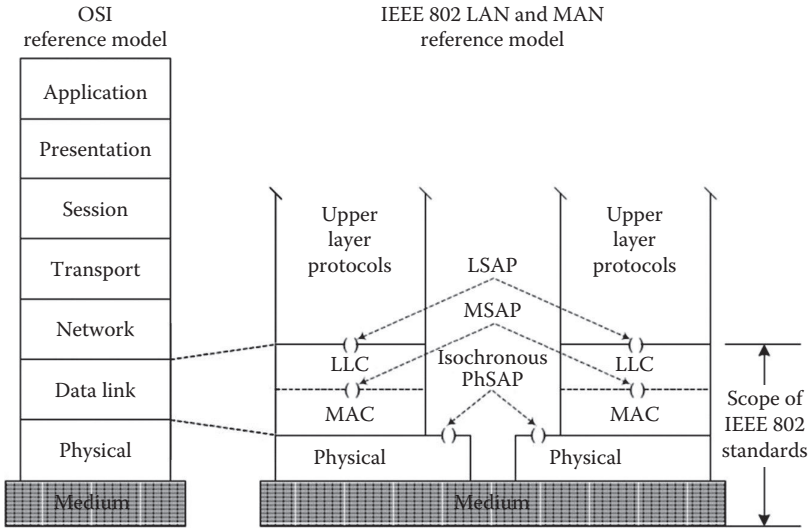 OSI
reference model
IEEE 802 LAN and MAN
reference model
Application
Presentation
Session
Transport
Network
Data link
Physical
Medium
Upper
layer
protocols
LLC
MAC
Physical
LSAP
MSAP
Isochronous
PhSAP
Upper
layer
protocols
LLC
MAC
Physical
Medium
Scope of
IEEE 802
standards